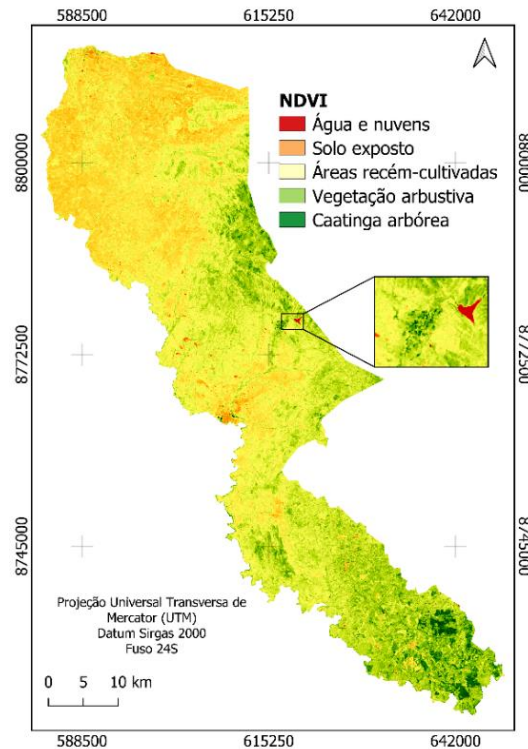 588500 615250 642000
NDVI
Água e nuvens
Solo exposto
Áreas recém-cultivadas
Vegetação arbustiva
Caatinga arbórea
8800000 8800000
8772500 8772500
8745000 8745000
Projeção Universal Transversa de
Mercator (UTM)
Datum Sirgas 2000
Fuso 24S
0 5 10 km
588500 615250 642000